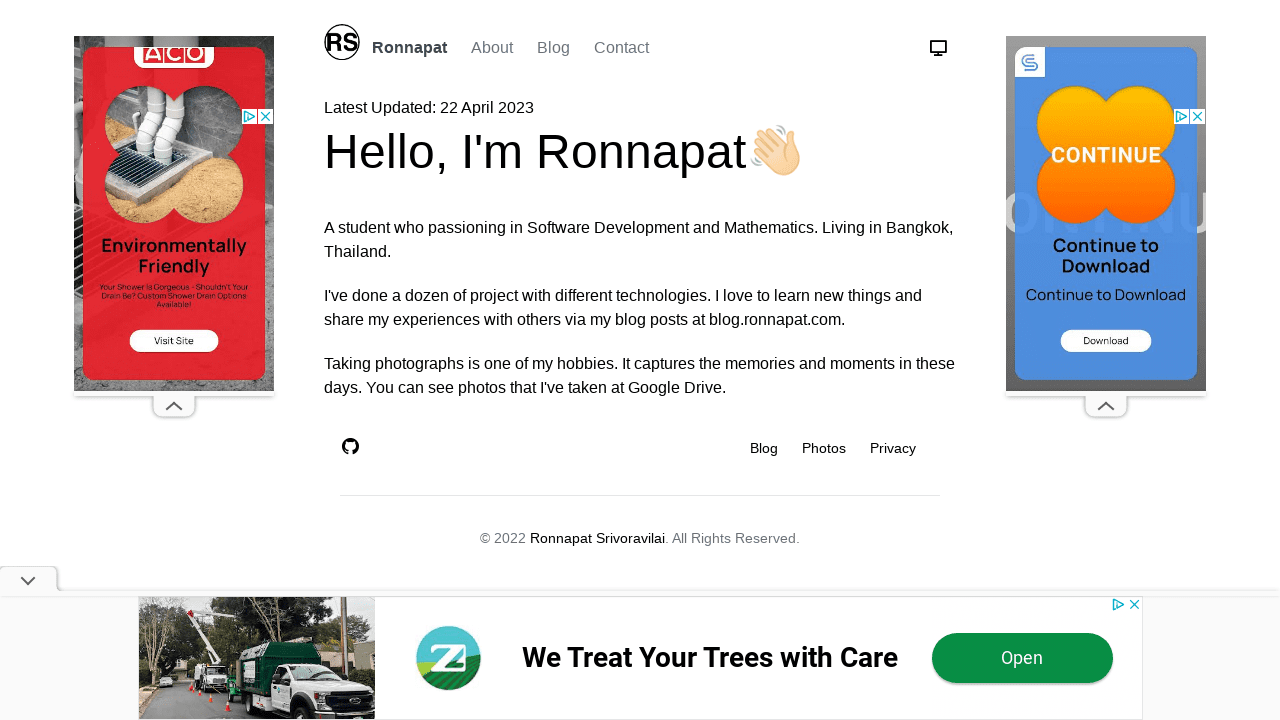 RS
Ronnapat
About
Blog
Contact
Latest Updated: 22 April 2023
Hello, I'm Ronnapat👋🏻
A student who passioning in Software Development and Mathematics. Living in Bangkok,
Thailand.
I've done a dozen of project with different technologies. I love to learn new things and
share my experiences with others via my blog posts at blog.ronnapat.com.
Taking photographs is one of my hobbies. It captures the memories and moments in these
days. You can see photos that I've taken at Google Drive.
Blog
Photos
Privacy
© 2022 Ronnapat Srivoravilai. All Rights Reserved.
ACO
Environmentally
Friendly
Your Shower Is Gorgeous - Shouldn't Your
Drain Be? Custom Shower Drain Options
Available!
Visit Site
CONTINUE
Continue to
Download
Continue to Download
Download
We Treat Your Trees with Care
Open